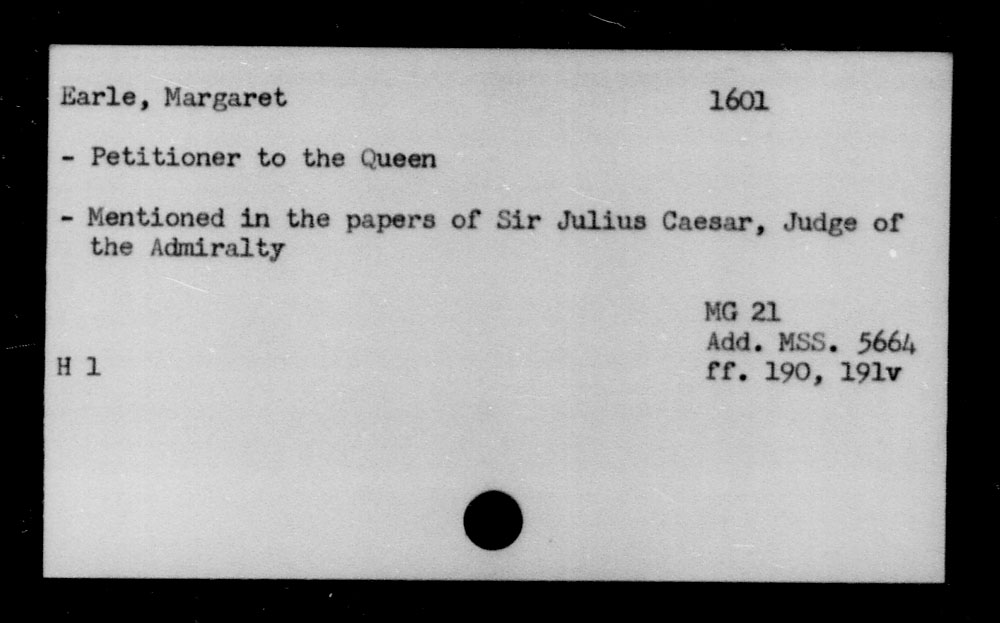 Earle, Margaret 1601
- Petitioner to the Queen
- Mentioned in the papers of Sir Julius Caesar, Judge of
the Admiralty
MG 21
Add. MSS. 5664
H 1
ff. 190, 191v